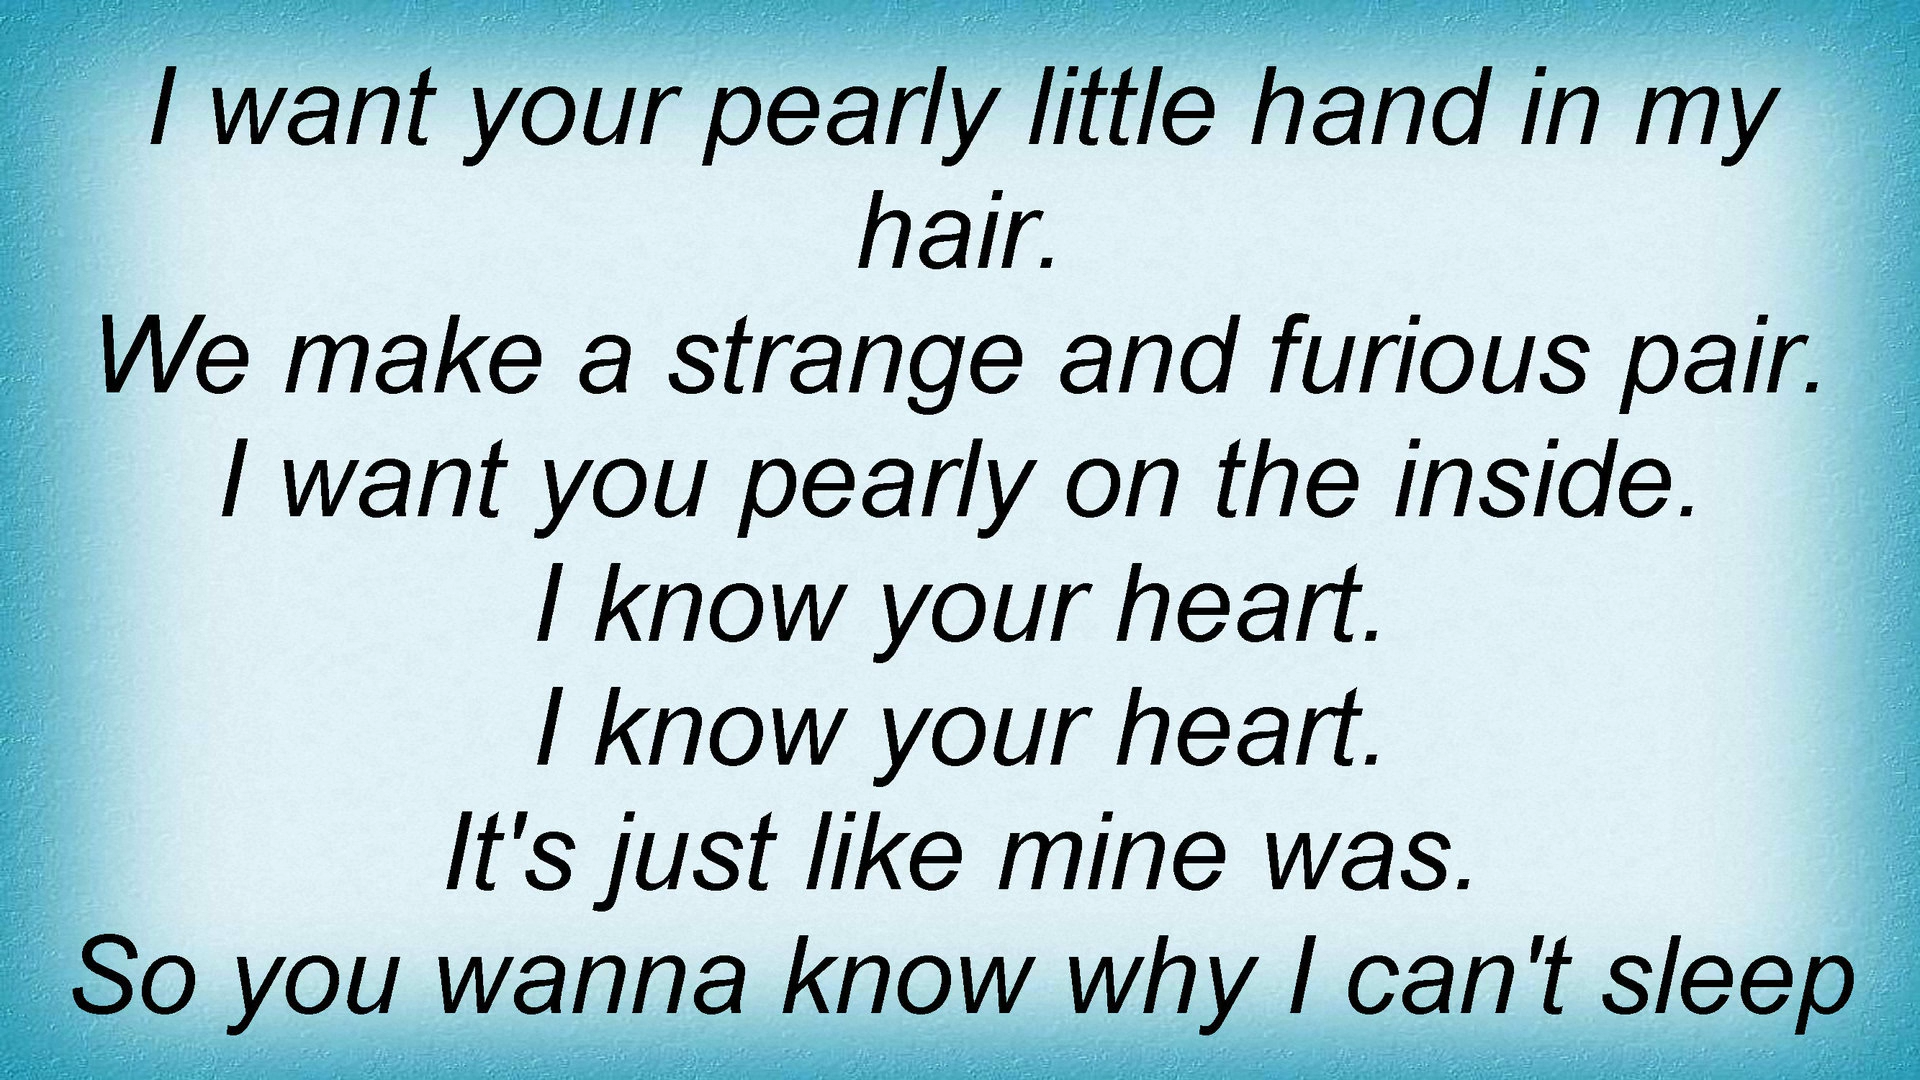 I want your pearly little hand in my
hair.
We make a strange and furious pair.
I want you pearly on the inside.
I know your heart.
I know your heart.
It's just like mine was.
So you wanna know why I can't sleep